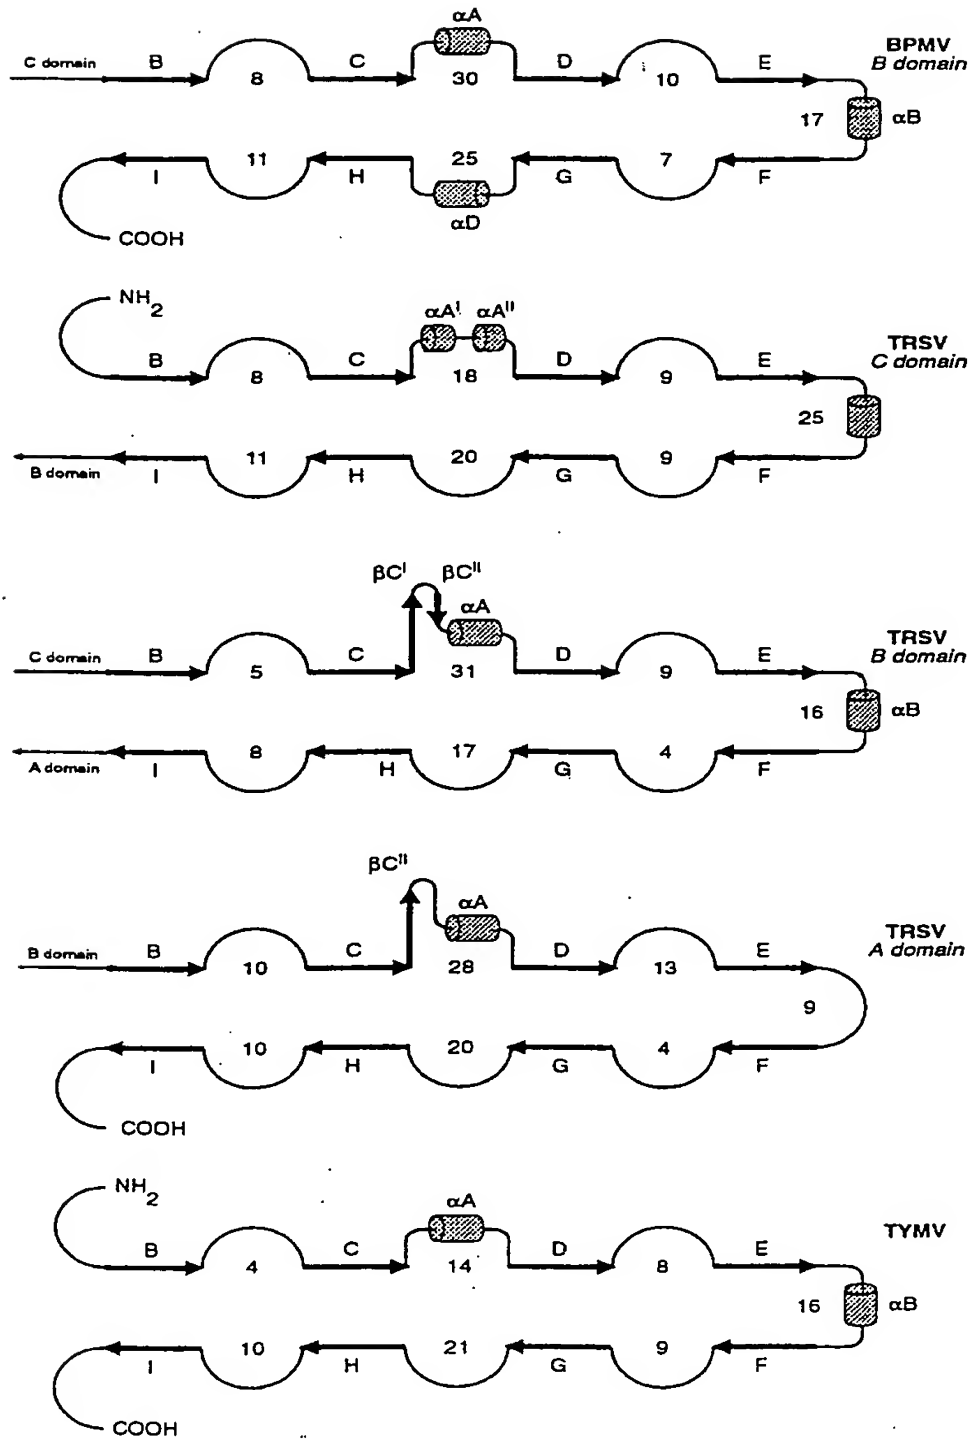 αA
C domain B 8 C 30 D 10 E BPMV
B domain
17 αB
I 11 H 25 G 7 F
αD
COOH
NH2
αA^I αA^II
B 8 C 18 D 9 E TRSV
C domain
25
B domain I 11 H 20 G 9 F
βC^I βC^II
αA
C domain B 5 C 31 D 9 E TRSV
B domain
16 αB
A domain I 8 H 17 G 4 F
βC^II
αA
B domain B 10 C 28 D 13 E TRSV
A domain
9
I 10 H 20 G 4 F
COOH
NH2
αA
B 4 C 14 D 8 E TYMV
16 αB
I 10 H 21 G 9 F
COOH